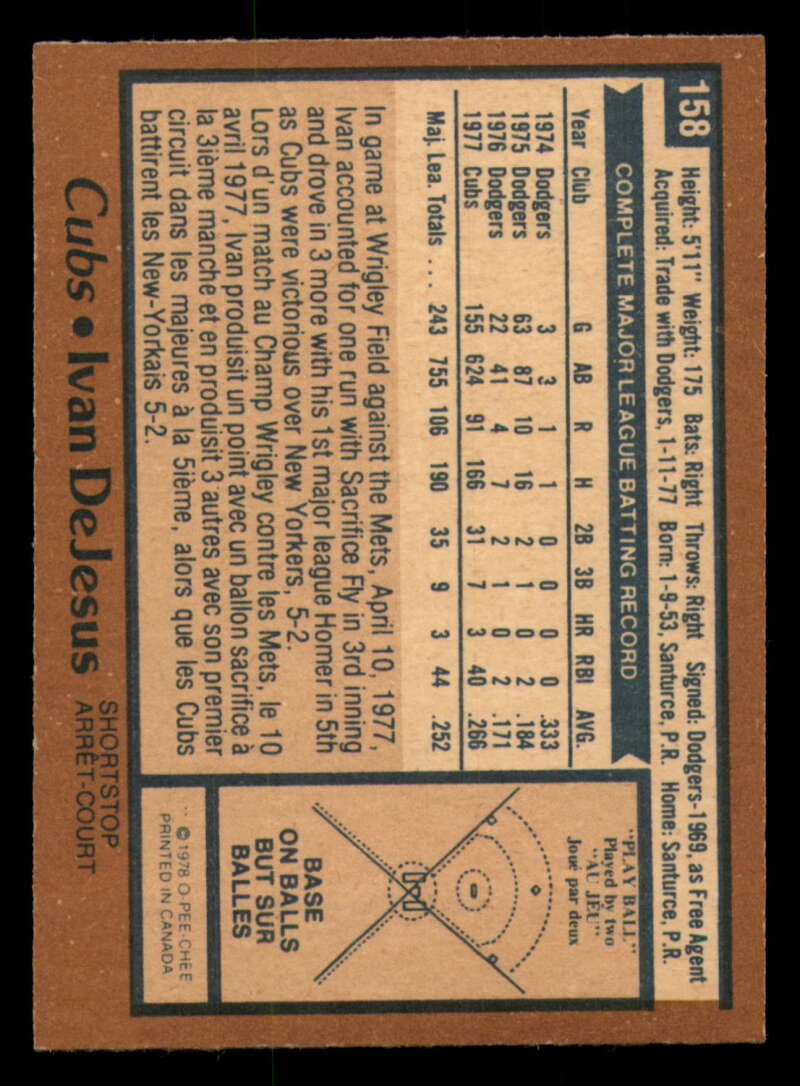 158
Height: 5'11" Weight: 175 Bats: Right Throws: Right Signed: Dodgers-1969, as Free Agent
Acquired: Trade with Dodgers, 1-11-77 Born: 1-9-53, Santurce, P.R. Home: Santurce, P.R.
COMPLETE MAJOR LEAGUE BATTING RECORD
Year Club G AB R H 2B 3B HR RBI AVG.
1974 Dodgers 3 3 1 1 0 0 0 0 .333
1975 Dodgers 63 87 10 16 2 1 0 2 .184
1976 Dodgers 22 41 4 7 2 1 0 2 .171
1977 Cubs 155 624 91 166 31 7 3 40 .266
Maj. Lea. Totals ... 243 755 106 190 35 9 3 44 .252
In game at Wrigley Field against the Mets, April 10, 1977,
Ivan accounted for one run with Sacrifice Fly in 3rd inning
and drove in 3 more with his 1st major league Homer in 5th
as Cubs were victorious over New Yorkers, 5-2.
Lors d'un match au Champ Wrigley contre les Mets, le 10
avril 1977, Ivan produisit un point avec un ballon sacrifice à
la 3ième manche et en produisit 3 autres avec son premier
circuit dans les majeures à la 5ième, alors que les Cubs
battirent les New-Yorkais 5-2.
"PLAY BALL"
Played by two
"AU JEU"
Joué par deux
BASE
ON BALLS
BUT SUR
BALLES
© 1978 O-PEE-CHEE
PRINTED IN CANADA
Cubs • Ivan DeJesus
SHORTSTOP
ARRÊT-COURT